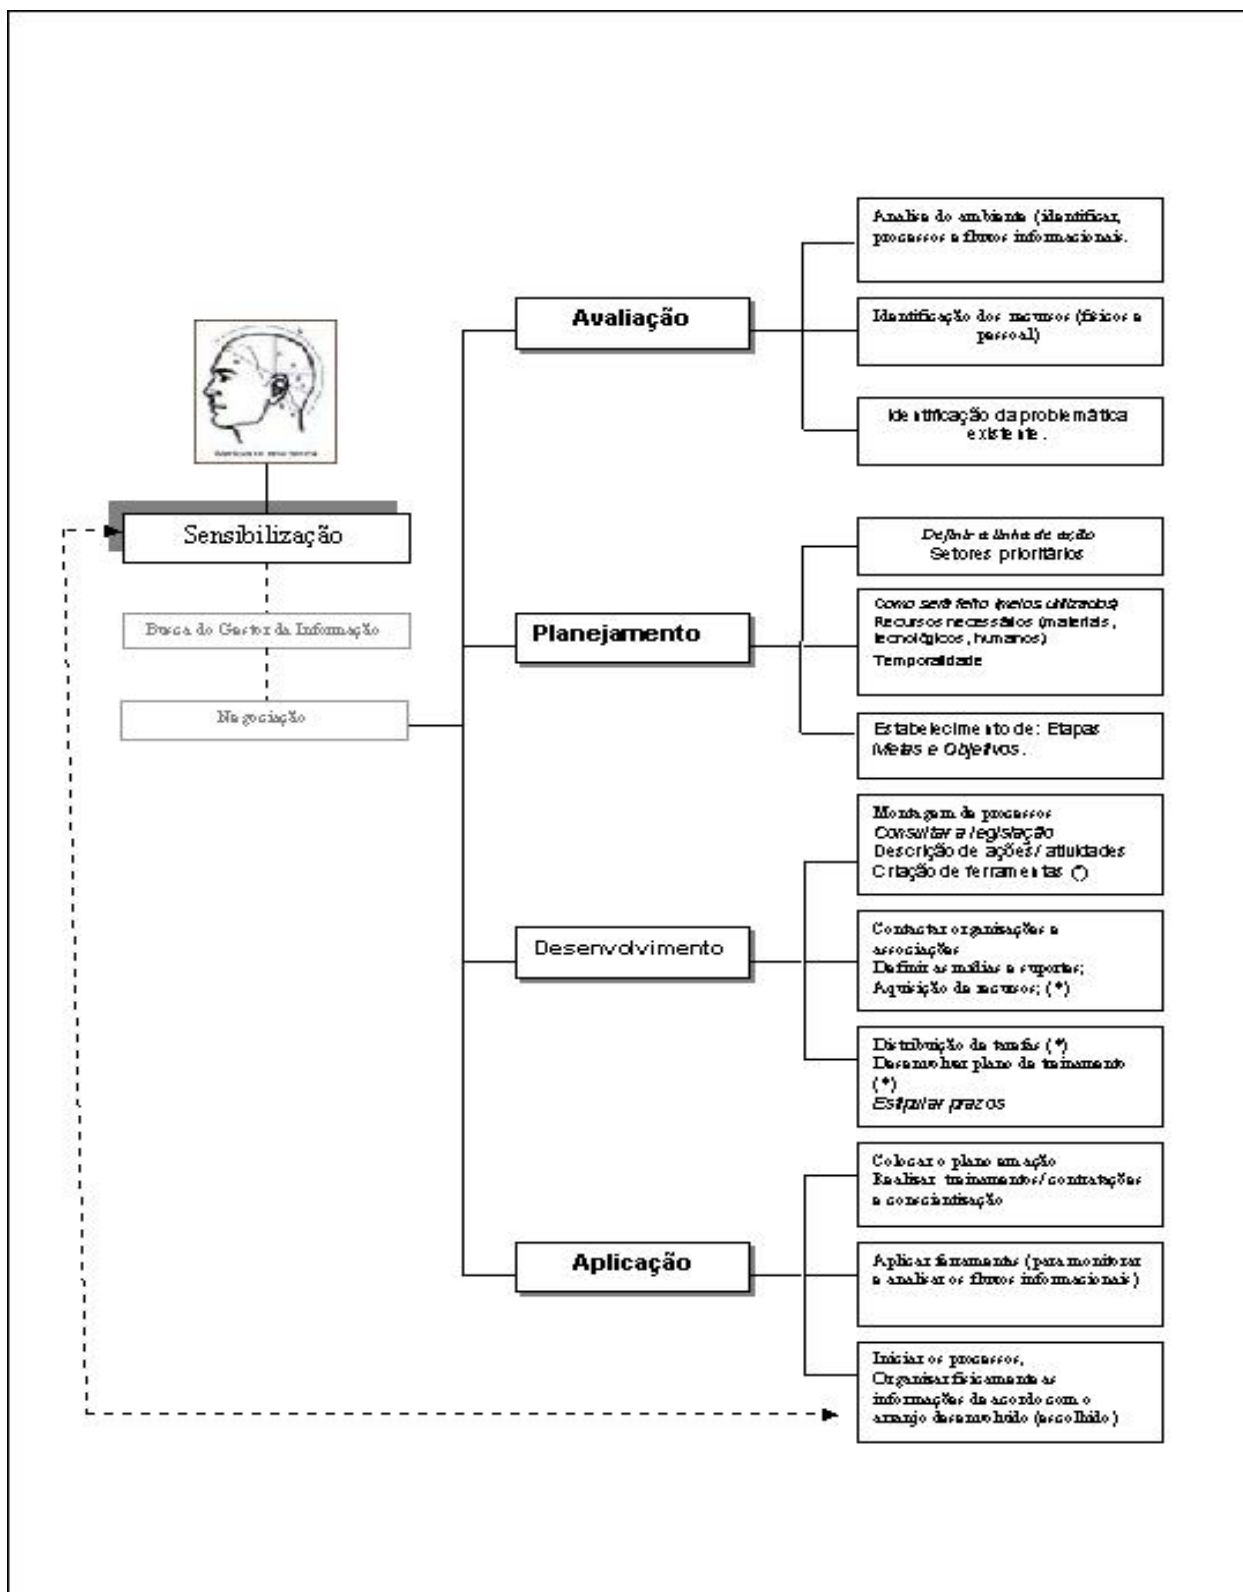 Analise do ambiente (identificar,
processos e fluxos informacionais.
Avaliação
Identificação dos recursos (físicos e
pessoal)
Identificação da problemática
existente.
Sensibilização
Busca do Gestor da Informação
Negociação
Definir a linha de ação
Setores prioritários
Planejamento
Como será feito (meios utilizados)
Recursos necessários (materiais,
tecnológicos, humanos)
Temporalidade
Estabelecimento de: Etapas
Metas e Objetivos.
Desenvolvimento
Montagem de processos
Consultar a legislação
Descrição de ações/ atividades
Criação de ferramentas (*)
Contactar organizações e
associações
Definir as mídias e suportes;
Aquisição de recursos; (*)
Distribuição de tarefas (*)
Desenvolver plano de treinamento
(*)
Estipular prazos
Aplicação
Colocar o plano em ação
Realizar treinamentos/ contratações
e conscientização
Aplicar ferramentas (para monitorar
e analisar os fluxos informacionais)
Iniciar os processos,
Organizar fisicamente as
informações de acordo com o
arranjo desenvolvido (escolhido)